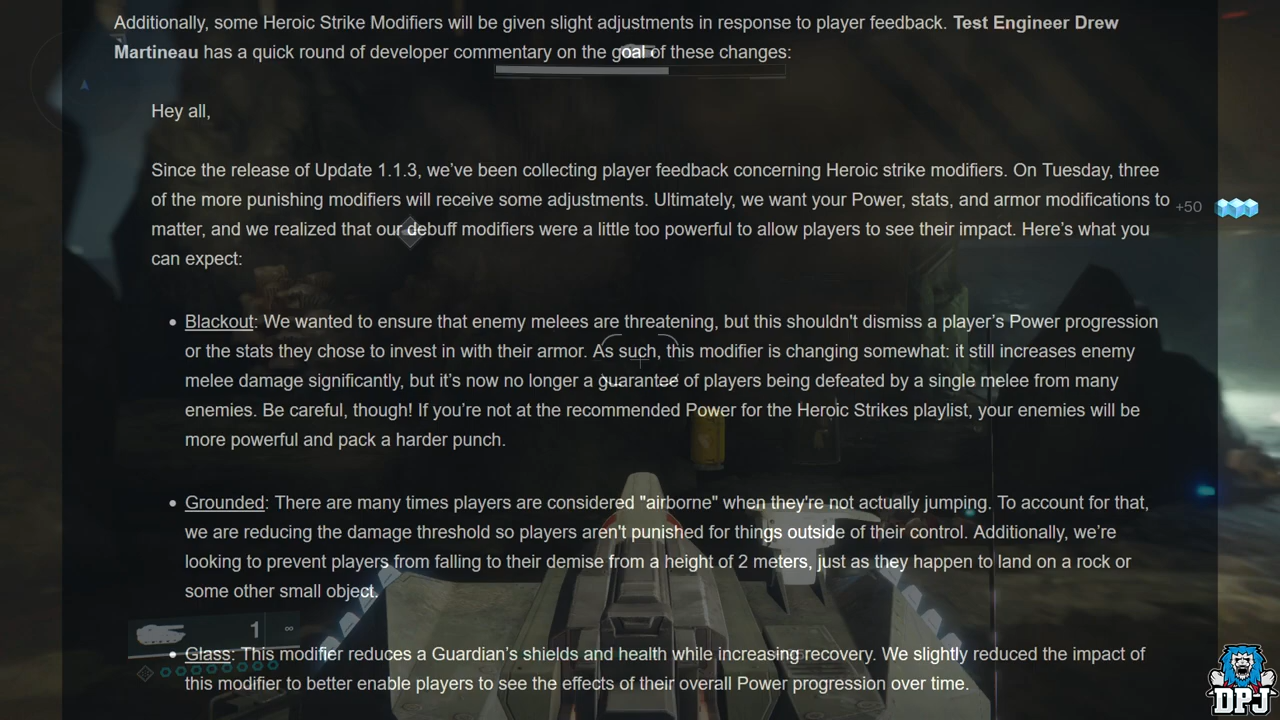 Additionally, some Heroic Strike Modifiers will be given slight adjustments in response to player feedback. Test Engineer Drew
Martineau has a quick round of developer commentary on the goal of these changes:
Hey all,
Since the release of Update 1.1.3, we’ve been collecting player feedback concerning Heroic strike modifiers. On Tuesday, three
of the more punishing modifiers will receive some adjustments. Ultimately, we want your Power, stats, and armor modifications to
+50
matter, and we realized that our debuff modifiers were a little too powerful to allow players to see their impact. Here’s what you
can expect:
• Blackout: We wanted to ensure that enemy melees are threatening, but this shouldn't dismiss a player’s Power progression
or the stats they chose to invest in with their armor. As such, this modifier is changing somewhat: it still increases enemy
melee damage significantly, but it’s now no longer a guarantee of players being defeated by a single melee from many
enemies. Be careful, though! If you’re not at the recommended Power for the Heroic Strikes playlist, your enemies will be
more powerful and pack a harder punch.
• Grounded: There are many times players are considered "airborne" when they're not actually jumping. To account for that,
we are reducing the damage threshold so players aren’t punished for things outside of their control. Additionally, we’re
looking to prevent players from falling to their demise from a height of 2 meters, just as they happen to land on a rock or
some other small object.
1 ∞
• Glass: This modifier reduces a Guardian’s shields and health while increasing recovery. We slightly reduced the impact of
this modifier to better enable players to see the effects of their overall Power progression over time.
DPJ